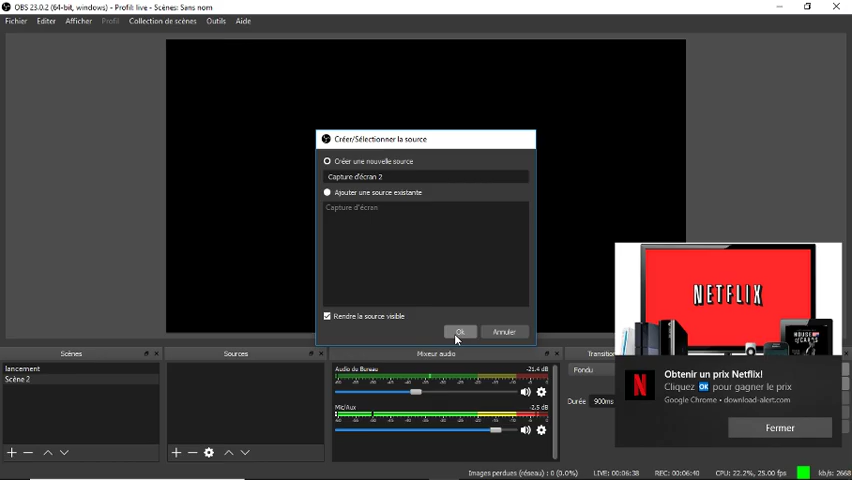 OBS 23.0.2 (64-bit, windows) - Profil: live - Scènes: Sans nom
Fichier Editer Afficher Profil Collection de scènes Outils Aide
Créer/Sélectionner la source
Créer une nouvelle source
Capture d'écran 2
Ajouter une source existante
Capture d'écran
Rendre la source visible
Ok Annuler
NETFLIX
HOUSE of CARDS
Obtenir un prix Netflix!
Cliquez OK pour gagner le prix
Google Chrome • download-alert.com
Fermer
Scènes
Sources
Mixeur audio
lancement
Scène 2
Audio du Bureau -21.4 dB
Mic/Aux -2.5 dB
Fondu
Durée 900ms
Images perdues (réseau) : 0 (0.0%) LIVE: 00:06:38 REC: 00:06:40 CPU: 22.2%, 25.00 fps kb/s: 2668